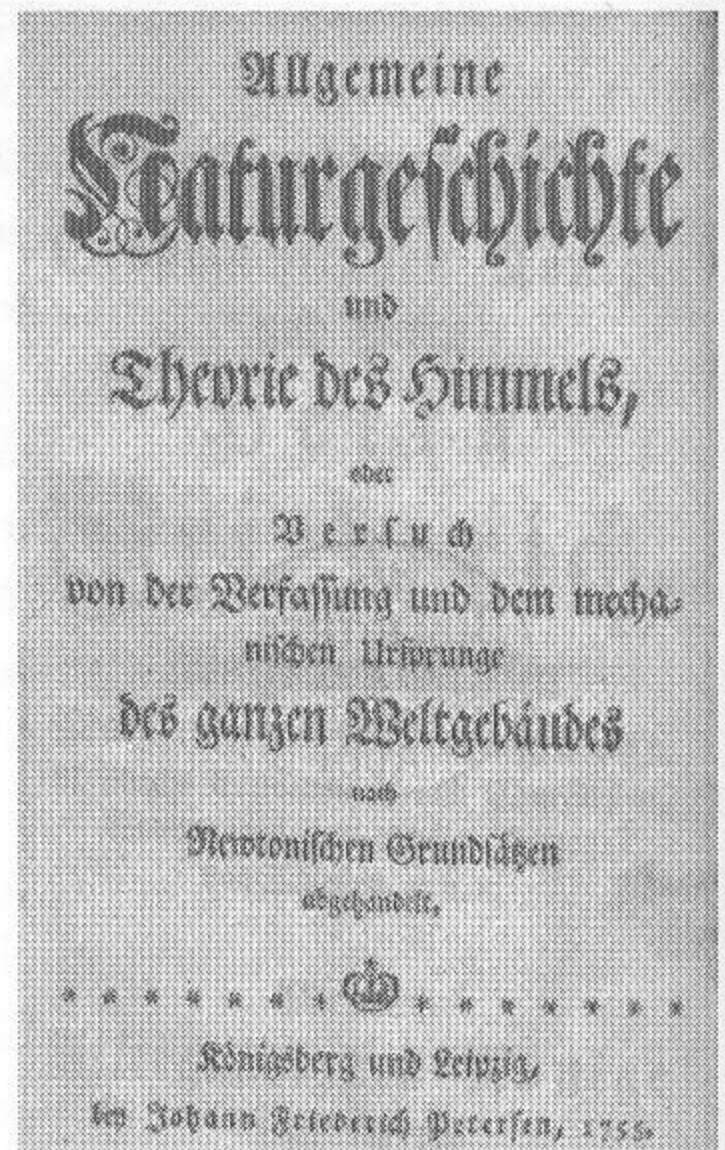 Allgemeine
Naturgeschichte
und
Theorie des Himmels,
oder
Versuch
von der Verfassung und dem mecha-
nischen Ursprunge
des ganzen Weltgebäudes
nach
Newtonischen Grundsätzen
abgehandelt.
Königsberg und Leipzig,
bey Johann Friederich Petersen, 1755.